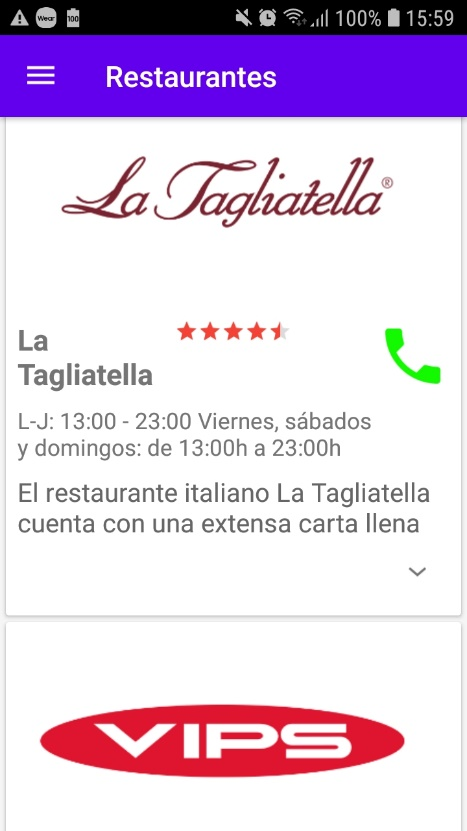 Wear
100
100%
15:59
Restaurantes
La Tagliatella®
La
Tagliatella
L-J: 13:00 - 23:00 Viernes, sábados
y domingos: de 13:00h a 23:00h
El restaurante italiano La Tagliatella
cuenta con una extensa carta llena
VIPS